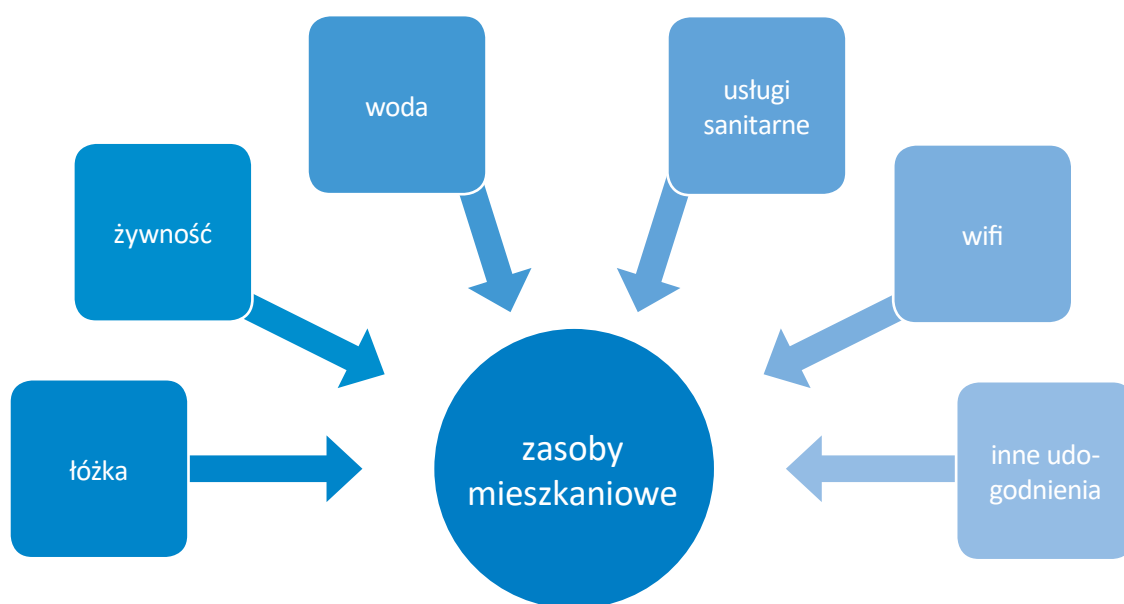 woda
usługi
sanitarne
żywność
wifi
łóżka
zasoby
mieszkaniowe
inne udo-
godnienia